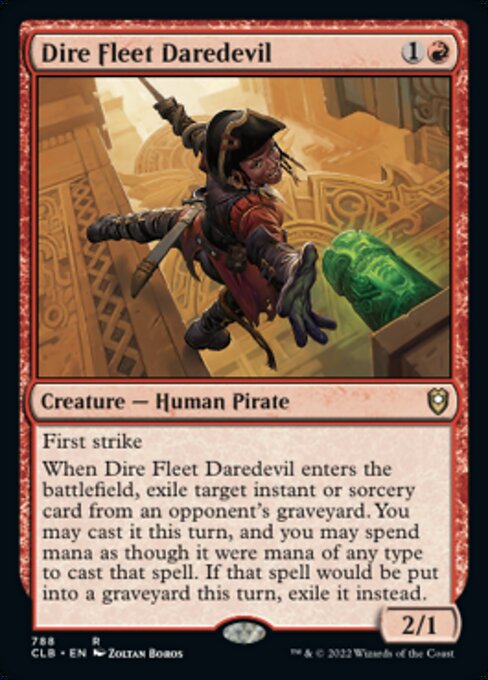 Dire Fleet Daredevil 1
Creature — Human Pirate
First strike
When Dire Fleet Daredevil enters the
battlefield, exile target instant or sorcery
card from an opponent's graveyard. You
may cast it this turn, and you may spend
mana as though it were mana of any type
to cast that spell. If that spell would be put
into a graveyard this turn, exile it instead.
2/1
788 R
CLB • EN Zoltan Boros
™ & © 2022 Wizards of the Coast